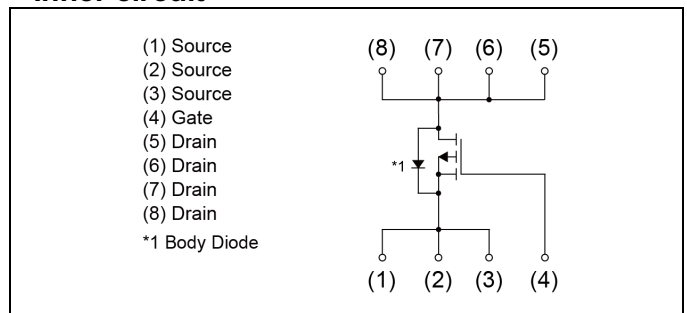 Inner circuit
(1) Source
(2) Source
(3) Source
(4) Gate
(5) Drain
(6) Drain
(7) Drain
(8) Drain
*1 Body Diode
(8) (7) (6) (5)
*1
(1) (2) (3) (4)